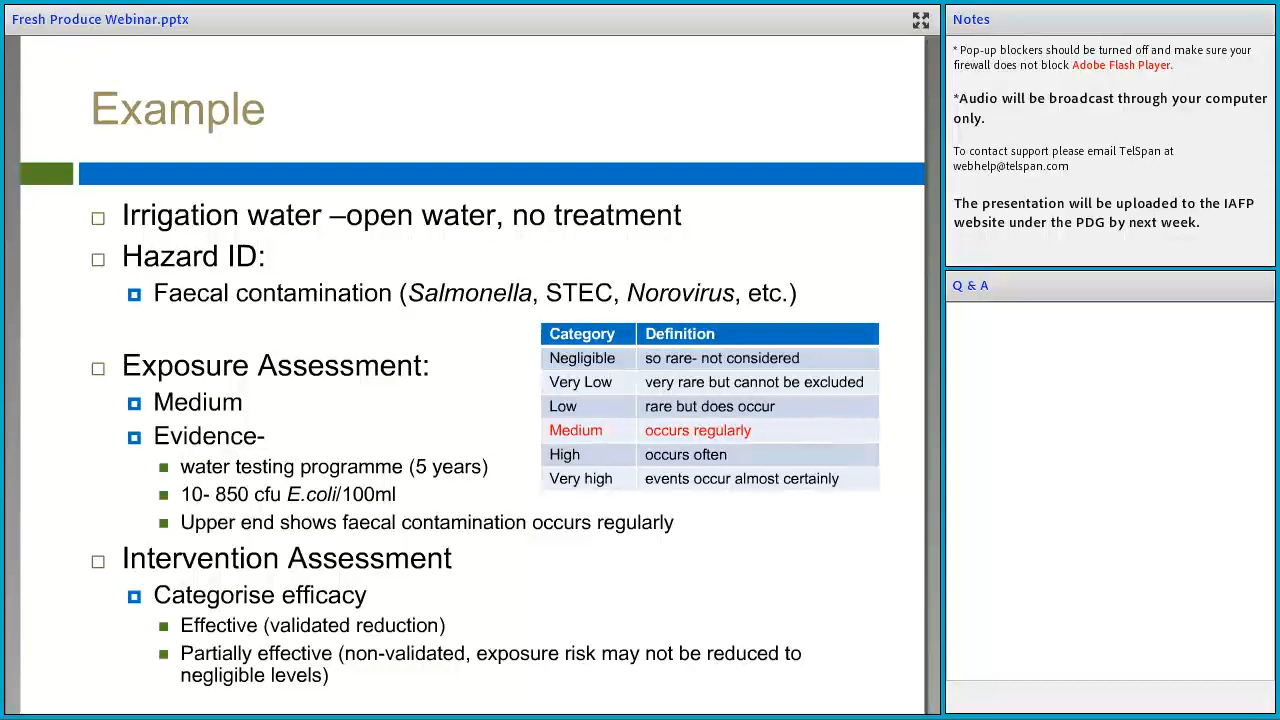 Fresh Produce Webinar.pptx
Example
Irrigation water –open water, no treatment
Hazard ID:
Faecal contamination (Salmonella, STEC, Norovirus, etc.)
Exposure Assessment:
Medium
Evidence-
water testing programme (5 years)
10- 850 cfu E.coli/100ml
Upper end shows faecal contamination occurs regularly
Category Definition
Negligible so rare- not considered
Very Low very rare but cannot be excluded
Low rare but does occur
Medium occurs regularly
High occurs often
Very high events occur almost certainly
Intervention Assessment
Categorise efficacy
Effective (validated reduction)
Partially effective (non-validated, exposure risk may not be reduced to
negligible levels)
Notes
* Pop-up blockers should be turned off and make sure your
firewall does not block Adobe Flash Player.
*Audio will be broadcast through your computer
only.
To contact support please email TelSpan at
webhelp@telspan.com
The presentation will be uploaded to the IAFP
website under the PDG by next week.
Q & A